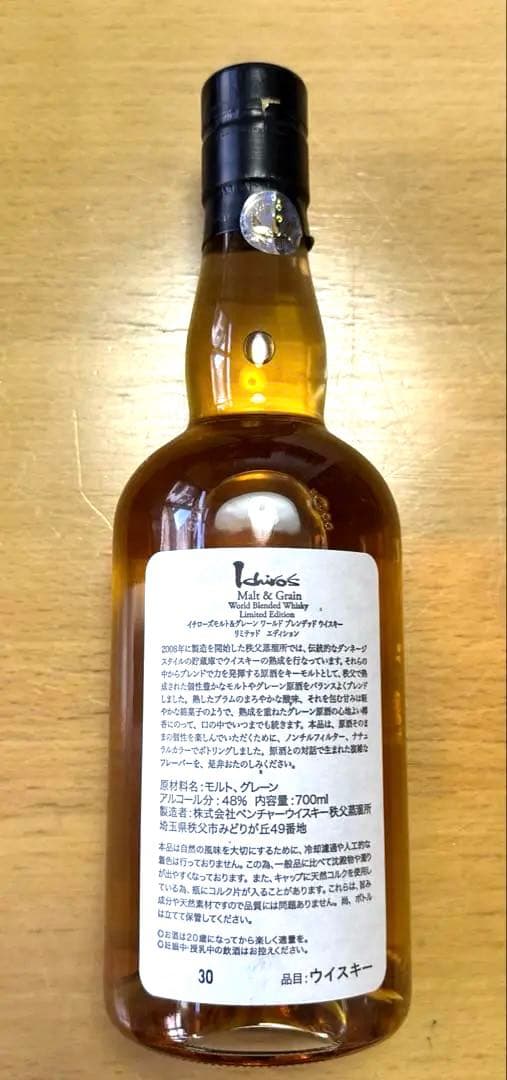 Ichiro's
Malt & Grain
World Blended Whisky
Limited Edition
イチローズモルト&グレーン ワールド ブレンデッド ウイスキー
リミテッド エディション
2008年に製造を開始した秩父蒸溜所では、伝統的なダンネージ
スタイルの貯蔵庫でウイスキーの熟成を行なっています。それらの
中からブレンドで力を発揮する原酒をキーモルトとして、秩父で熟
成された個性豊かなモルトやグレーン原酒をバランスよくブレンド
しました。熟したプラムのまろやかな酸味、それを包む甘みは軽
やかな焼菓子のようで、熟成を重ねたグレーン原酒の心地よい樽
香にのって、口の中でいつまでも続きます。本品は、原酒そのま
まの個性を楽しんでいただくために、ノンチルフィルター、ナチュ
ラルカラーでボトリングしました。原酒との対話で生まれた複雑な
フレーバーを、是非おたのしみください。
原材料名:モルト、グレーン
アルコール分:48% 内容量:700ml
製造者:株式会社ベンチャーウイスキー秩父蒸溜所
埼玉県秩父市みどりが丘49番地
本品は自然の風味を大切にするために、冷却濾過や人工的な
着色は行っておりません。この為、一般品に比べて沈殿物や濁り
が出やすくなっております。また、キャップに天然コルクを使用し
ている為、瓶にコルク片が入ることがあります。これらは、旨み
成分や天然素材ですので品質には問題ありません。尚、ボトル
は立てて保管してください。
○お酒は20歳になってから楽しく適量を。
○妊娠中・授乳中の飲酒はお控えください。
30 品目:ウイスキー